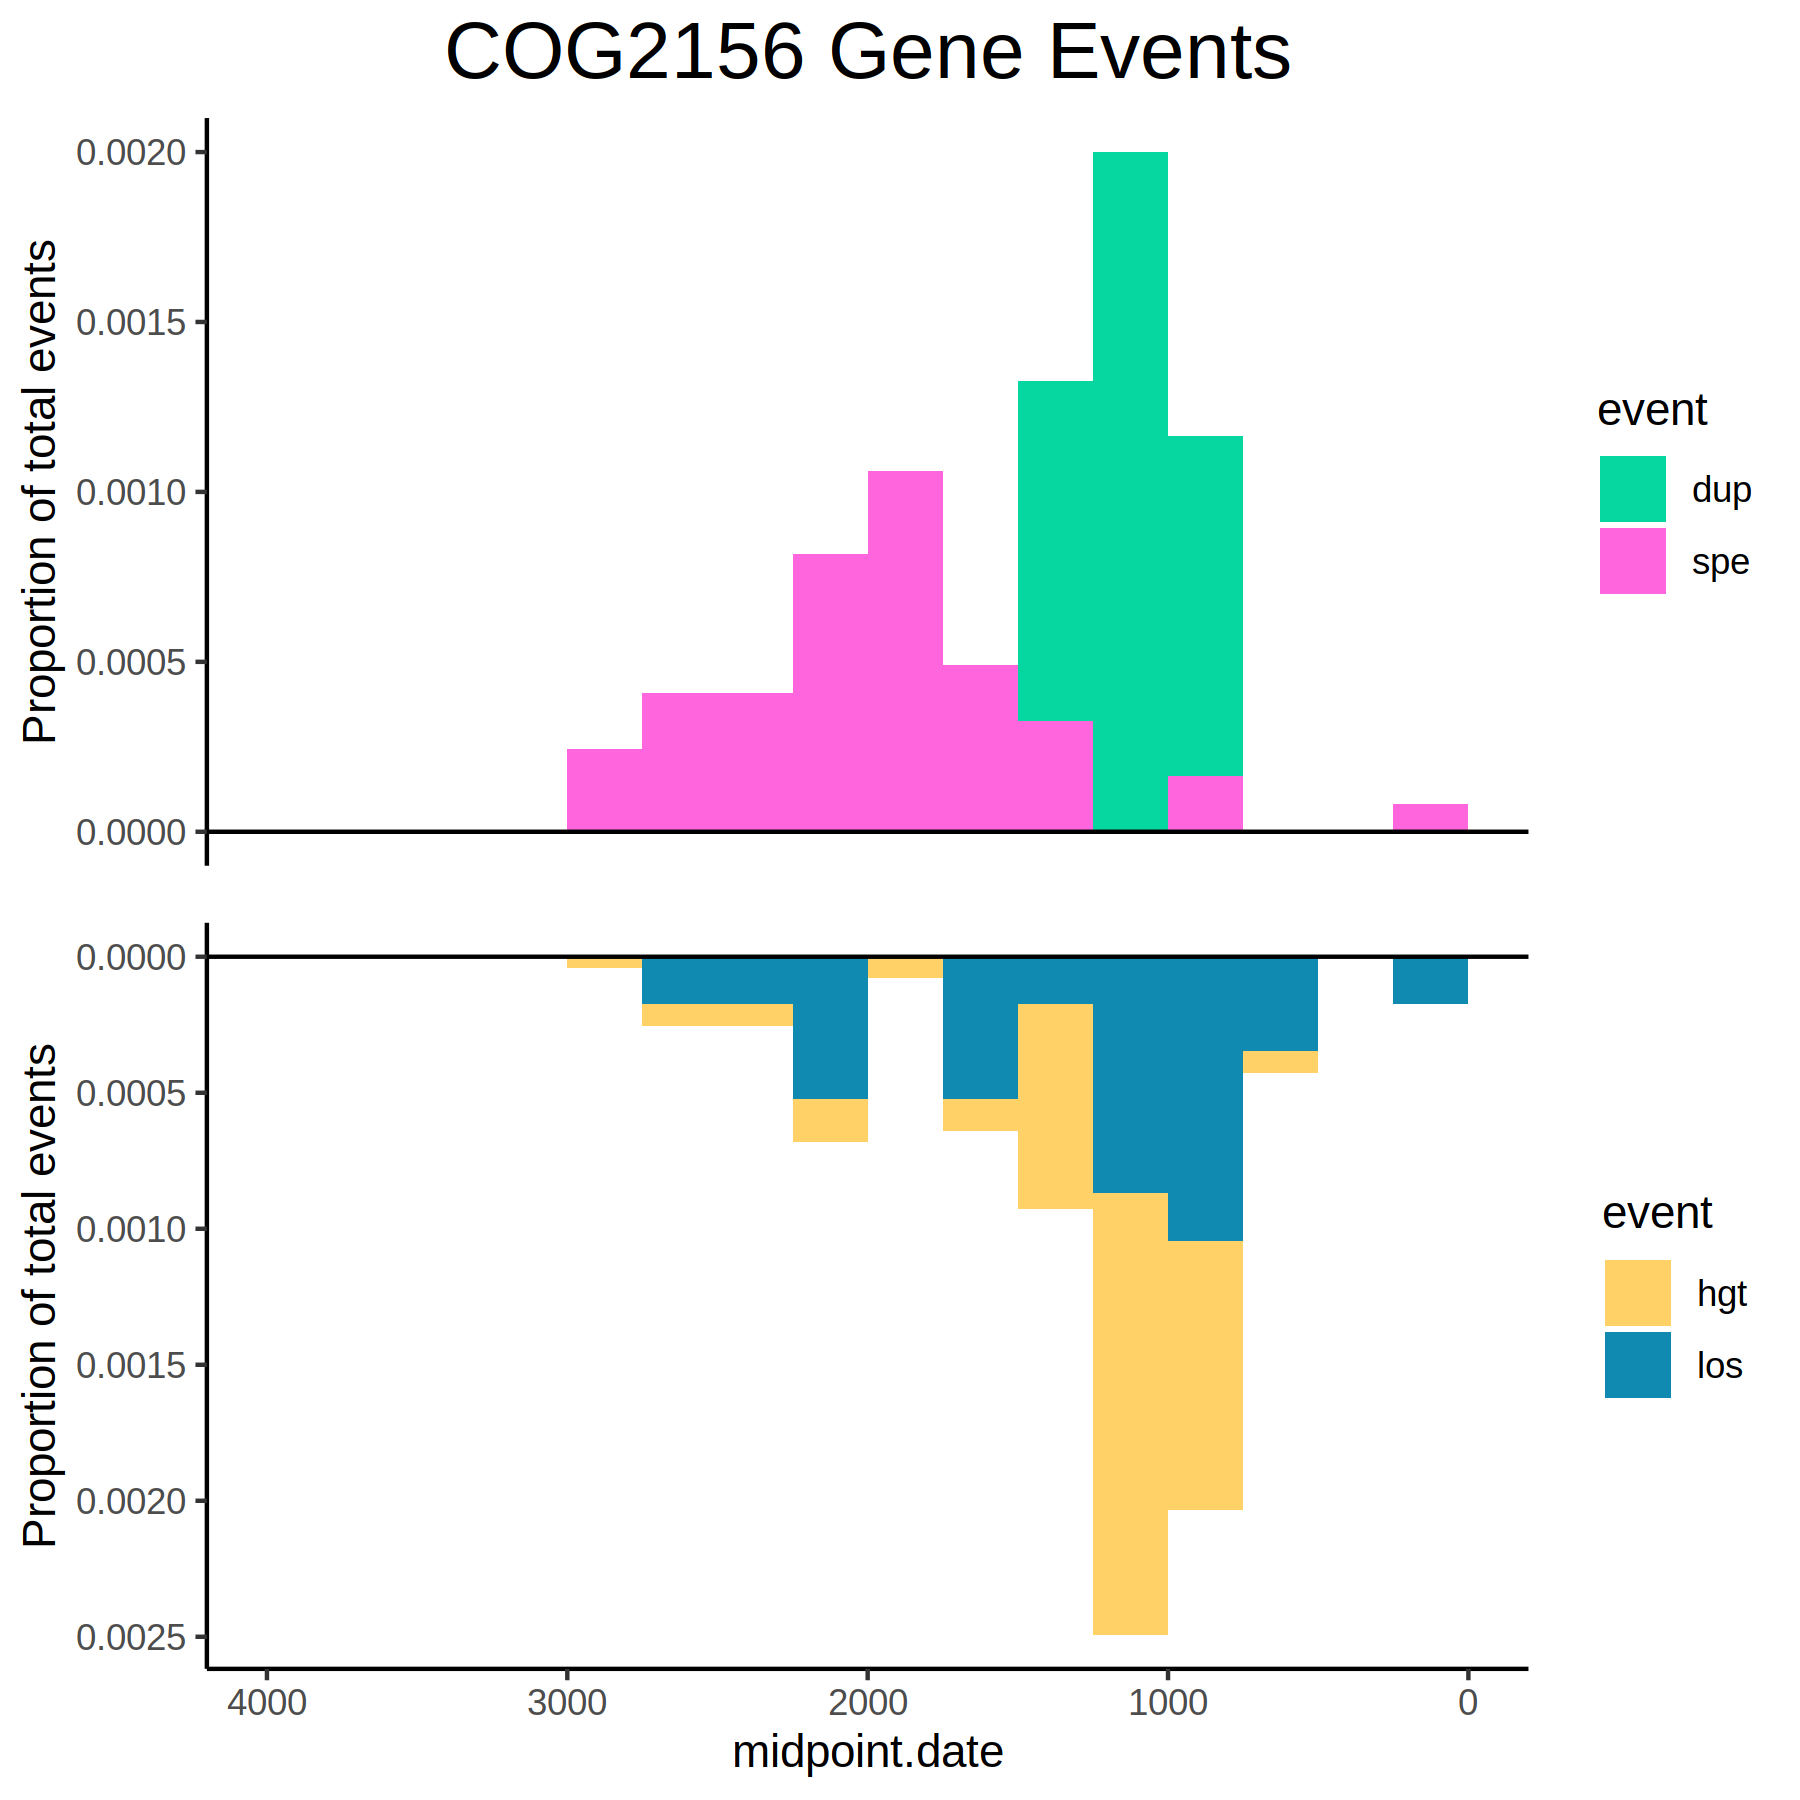 COG2156 Gene Events
Proportion of total events
0.0020
0.0015
0.0010
0.0005
0.0000
event
dup
spe
Proportion of total events
0.0000
0.0005
0.0010
0.0015
0.0020
0.0025
event
hgt
los
4000 3000 2000 1000 0
midpoint.date